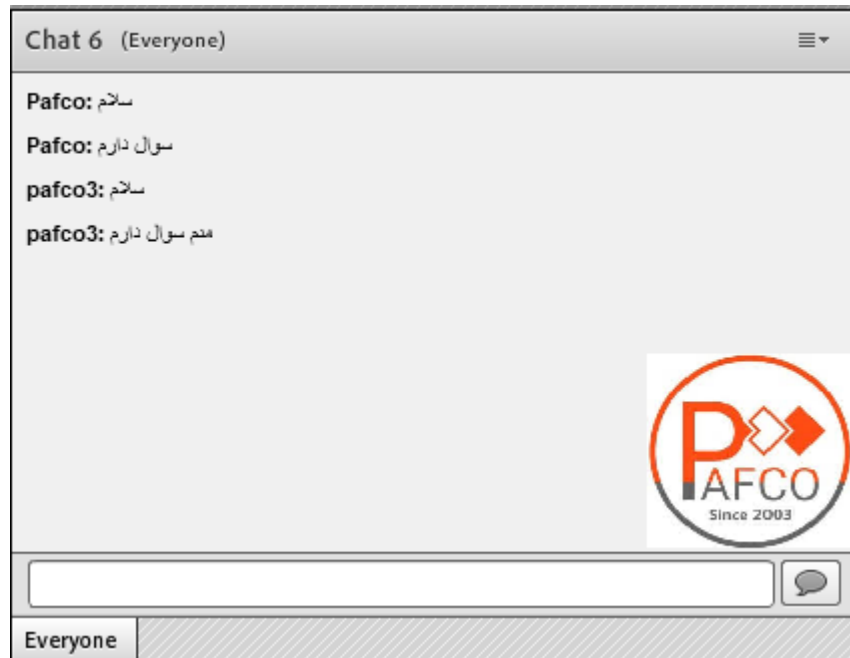 Chat 6 (Everyone)
Pafco: سلام
Pafco: سوال دارم
pafco3: سلام
pafco3: منم سوال دارم
PAFCO
Since 2003
Everyone